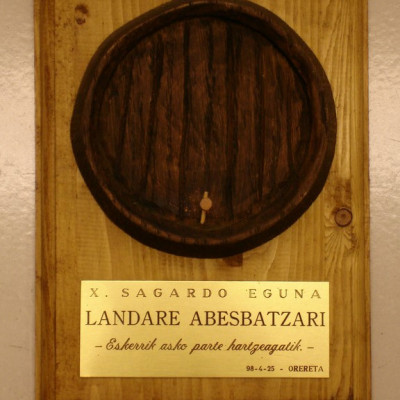 X. SAGARDO EGUNA
LANDARE ABESBATZARI
- Eskerrik asko parte hartzeagatik. -
98-4-25 - ORERETA